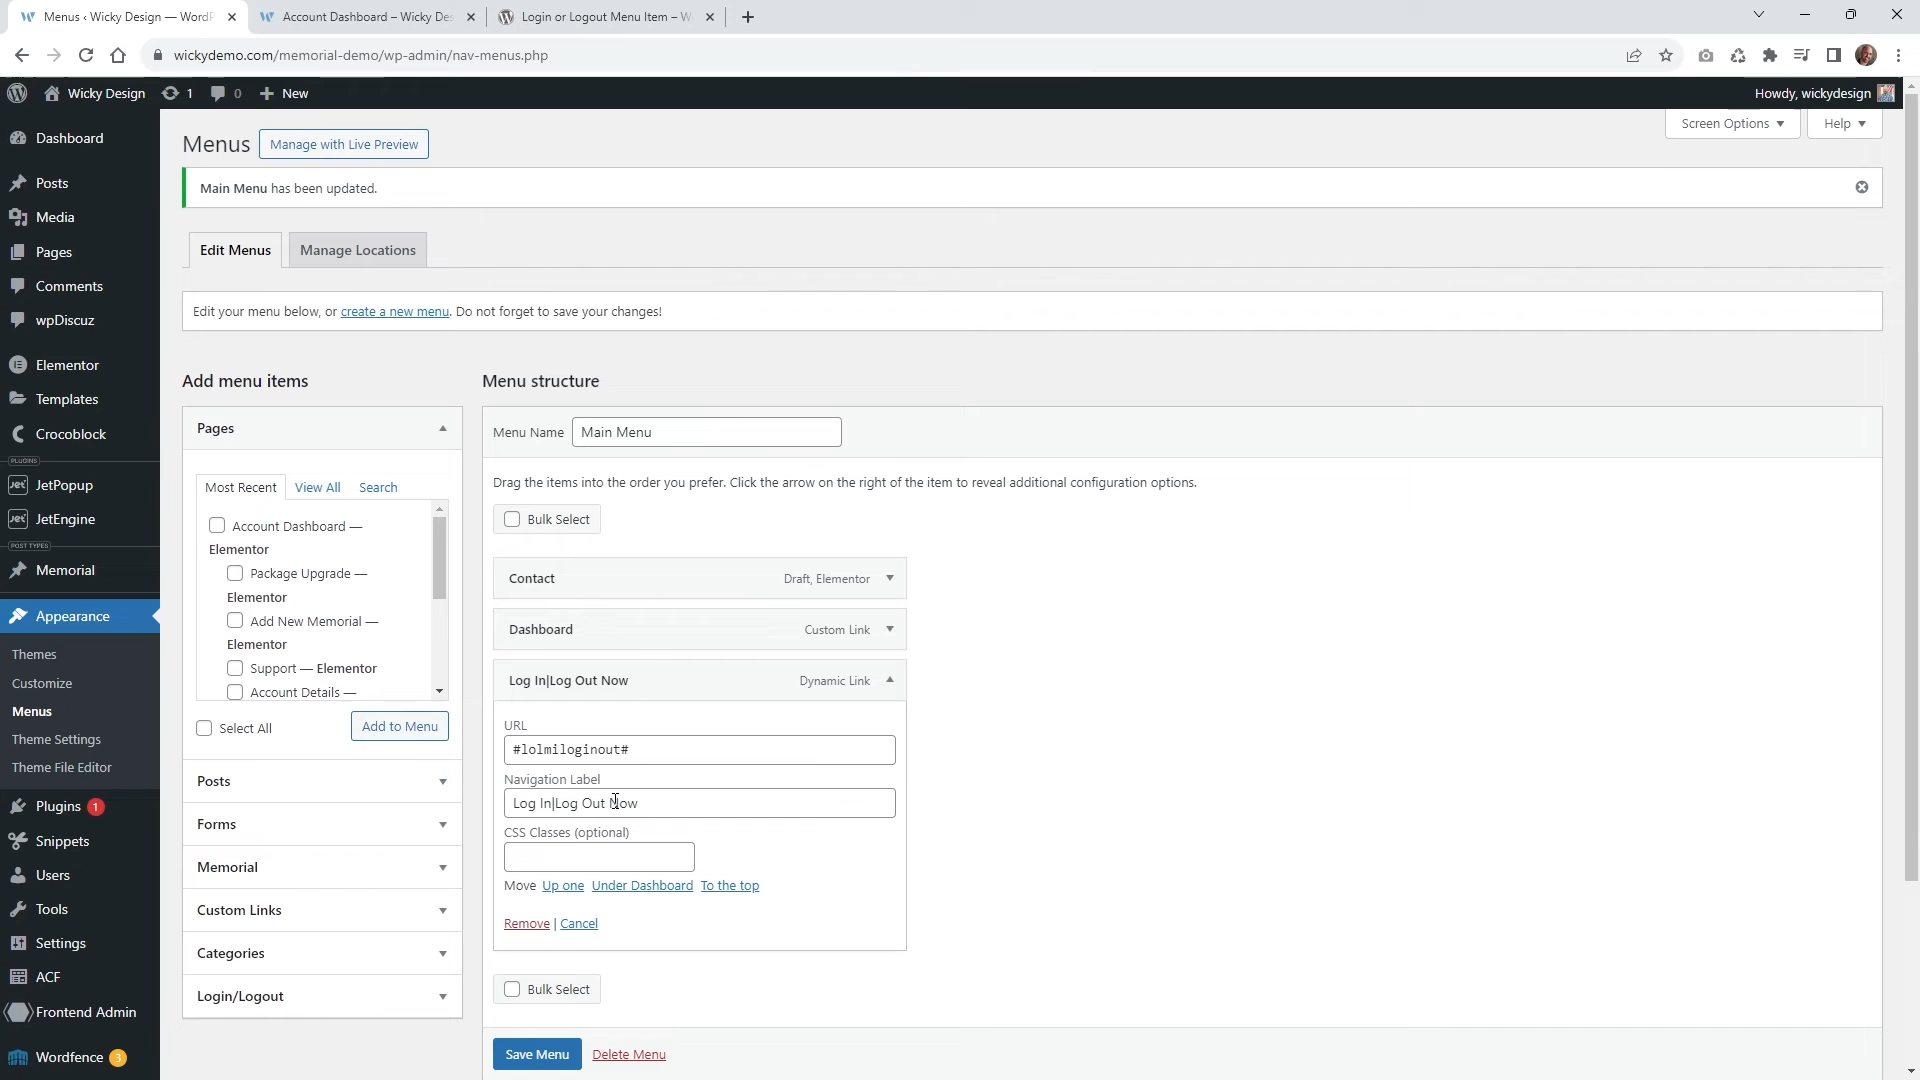 Menus ‹ Wicky Design — WordP
Account Dashboard – Wicky Des
Login or Logout Menu Item – W
wickydemo.com/memorial-demo/wp-admin/nav-menus.php
Wicky Design
1
0
New
Howdy, wickydesign
Dashboard
Posts
Media
Pages
Comments
wpDiscuz
Elementor
Templates
Crocoblock
PLUGINS
Jet JetPopup
Jet JetEngine
POST TYPES
Memorial
Appearance
Themes
Customize
Menus
Theme Settings
Theme File Editor
Plugins 1
Snippets
Users
Tools
Settings
ACF
Frontend Admin
Wordfence 3
Screen Options
Help
Menus
Manage with Live Preview
Main Menu has been updated.
Edit Menus
Manage Locations
Edit your menu below, or create a new menu. Do not forget to save your changes!
Add menu items
Pages
Most Recent
View All
Search
Account Dashboard —
Elementor
Package Upgrade —
Elementor
Add New Memorial —
Elementor
Support — Elementor
Account Details —
Select All
Add to Menu
Posts
Forms
Memorial
Custom Links
Categories
Login/Logout
Menu structure
Menu Name Main Menu
Drag the items into the order you prefer. Click the arrow on the right of the item to reveal additional configuration options.
Bulk Select
Contact Draft, Elementor
Dashboard Custom Link
Log In|Log Out Now Dynamic Link
URL
#lolmiloginout#
Navigation Label
Log In|Log Out Now
CSS Classes (optional)
Move Up one Under Dashboard To the top
Remove | Cancel
Bulk Select
Save Menu
Delete Menu